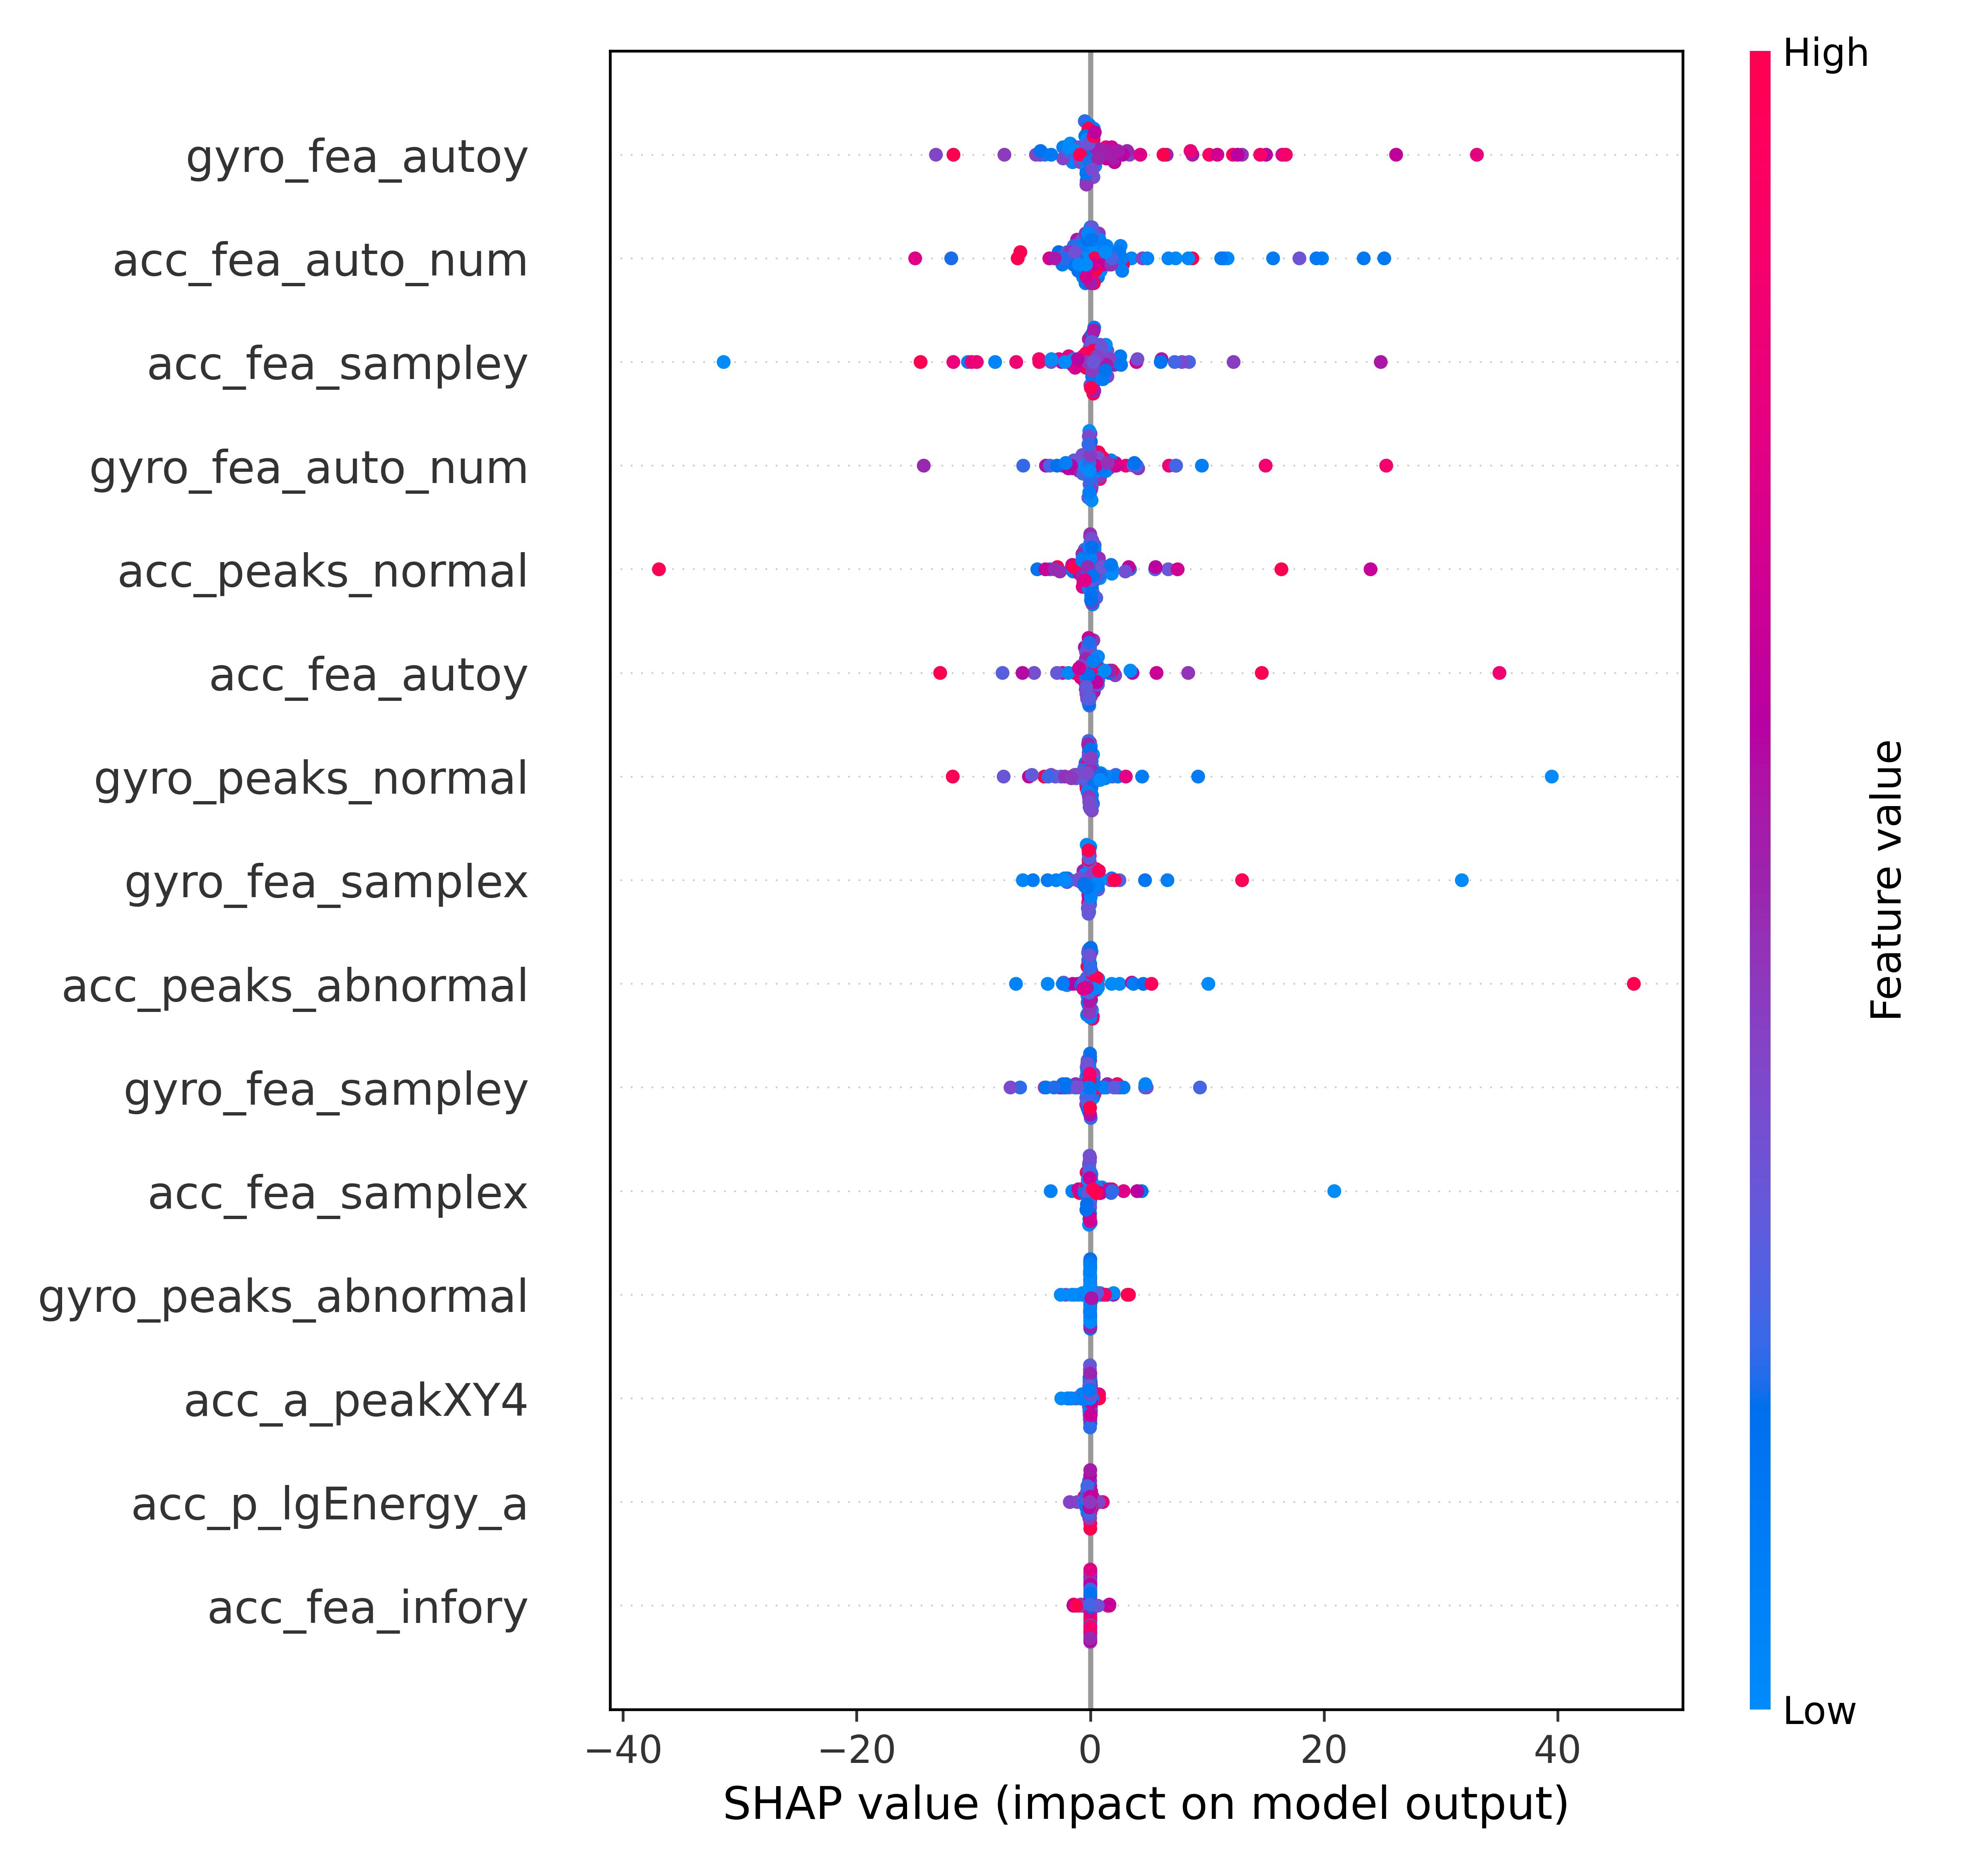 High
gyro_fea_autoy
acc_fea_auto_num
acc_fea_sampley
gyro_fea_auto_num
acc_peaks_normal
acc_fea_autoy
gyro_peaks_normal
gyro_fea_samplex
acc_peaks_abnormal
gyro_fea_sampley
acc_fea_samplex
gyro_peaks_abnormal
acc_a_peakXY4
acc_p_lgEnergy_a
acc_fea_infory
Feature value
Low
−40 −20 0 20 40
SHAP value (impact on model output)